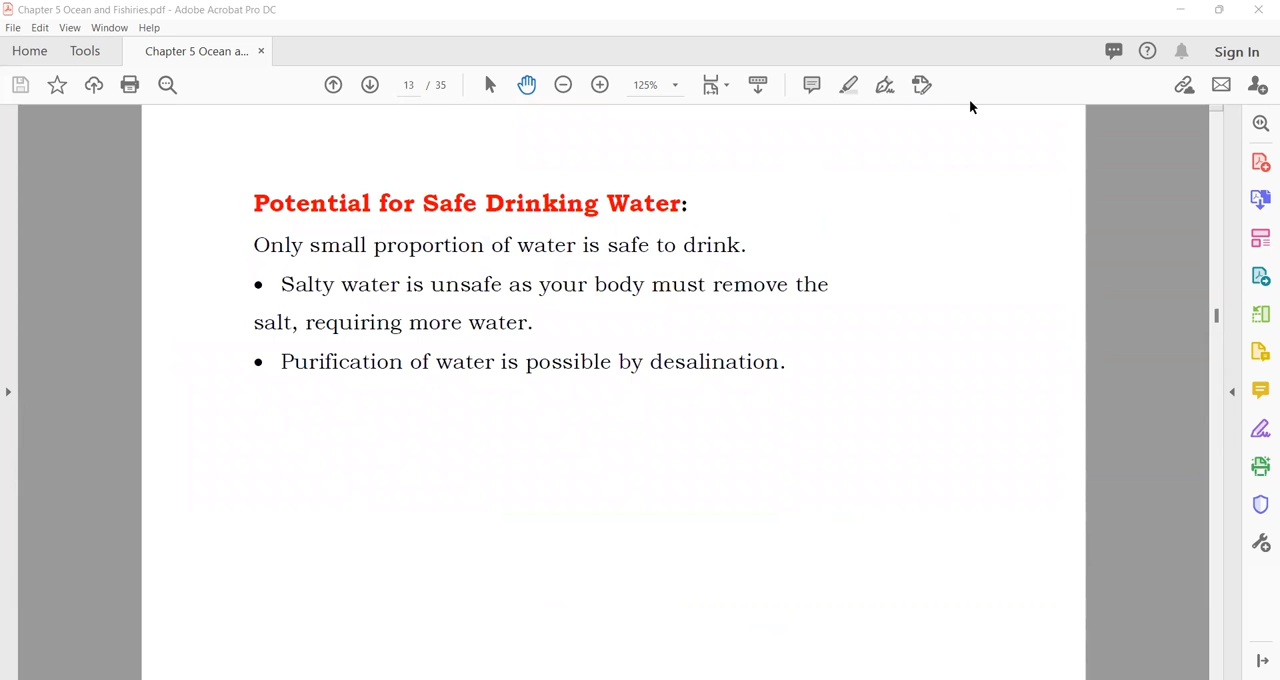 Chapter 5 Ocean and Fishiries.pdf - Adobe Acrobat Pro DC
File Edit View Window Help
Home Tools Chapter 5 Ocean a... × Sign In
13 / 35 125%
Potential for Safe Drinking Water:
Only small proportion of water is safe to drink.
• Salty water is unsafe as your body must remove the
salt, requiring more water.
• Purification of water is possible by desalination.